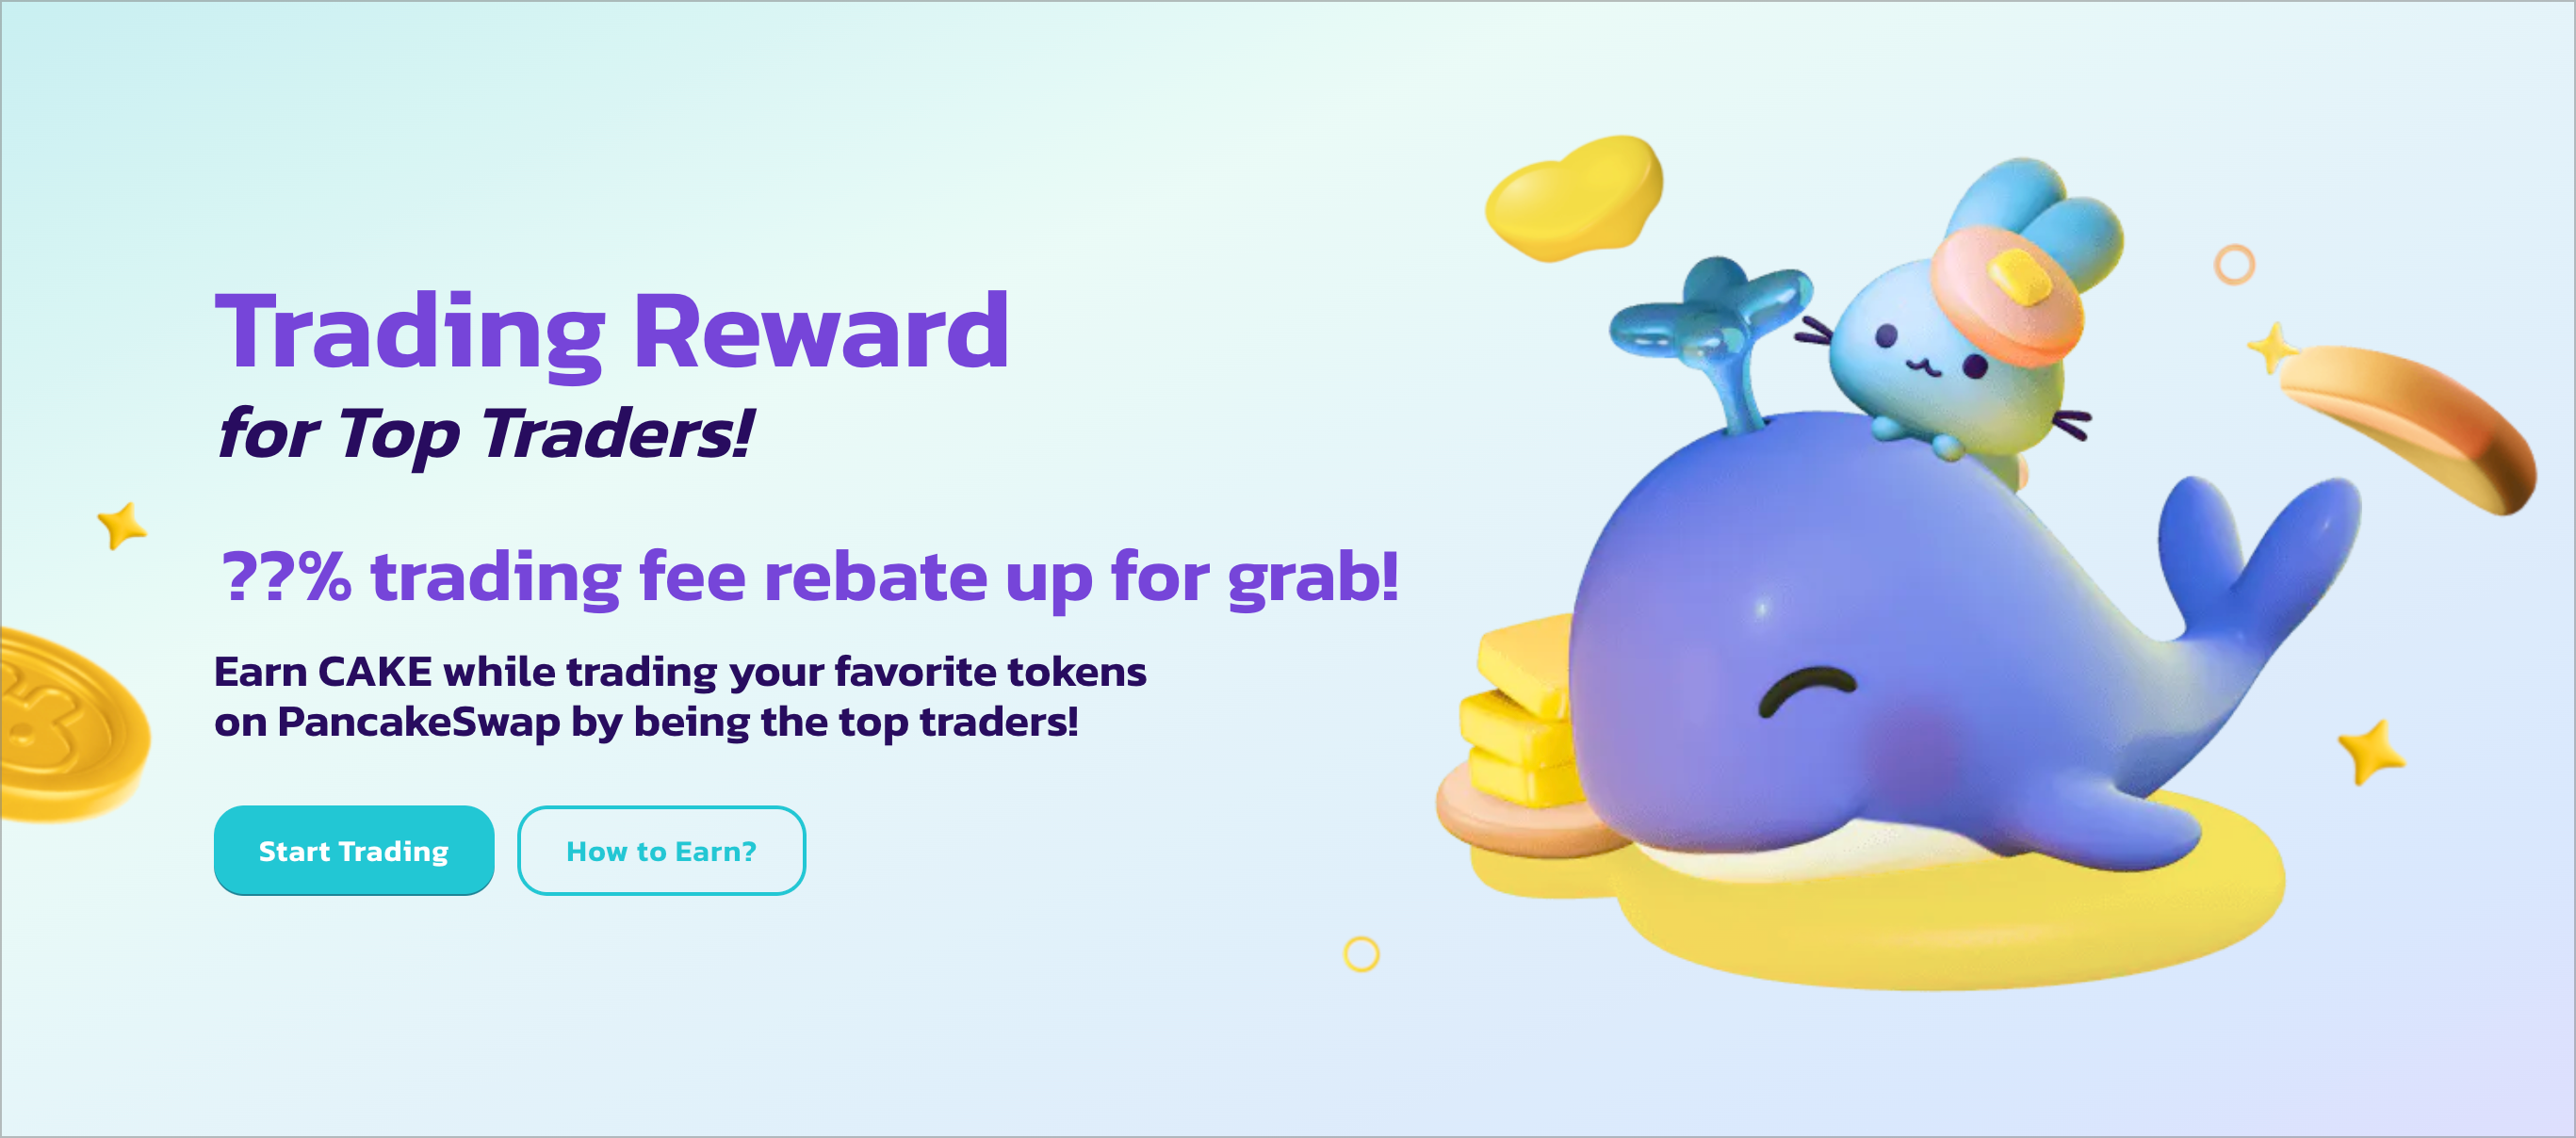 Trading Reward
for Top Traders!
??% trading fee rebate up for grab!
Earn CAKE while trading your favorite tokens
on PancakeSwap by being the top traders!
Start Trading
How to Earn?